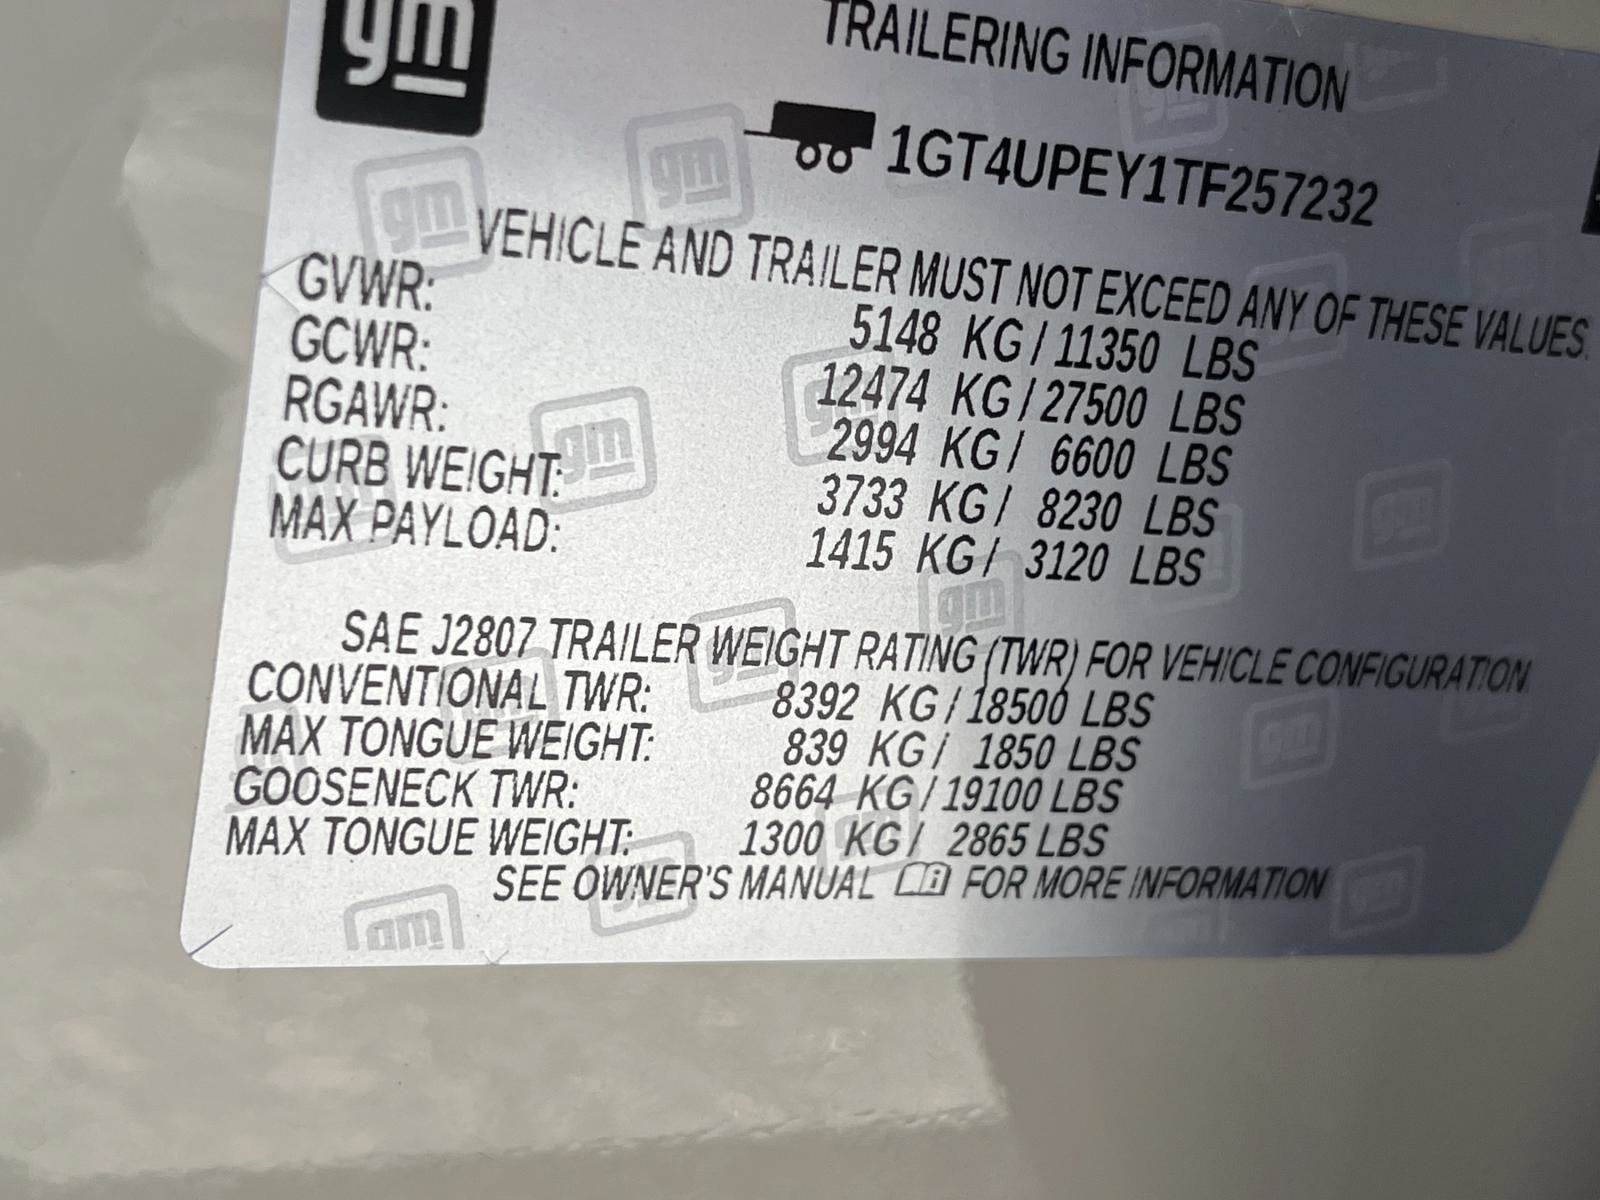 gm
TRAILERING INFORMATION
1GT4UPEY1TF257232
VEHICLE AND TRAILER MUST NOT EXCEED ANY OF THESE VALUES.
GVWR: 5148 KG / 11350 LBS
GCWR: 12474 KG / 27500 LBS
RGAWR: 2994 KG / 6600 LBS
CURB WEIGHT: 3733 KG / 8230 LBS
MAX PAYLOAD: 1415 KG / 3120 LBS
SAE J2807 TRAILER WEIGHT RATING (TWR) FOR VEHICLE CONFIGURATION
CONVENTIONAL TWR: 8392 KG / 18500 LBS
MAX TONGUE WEIGHT: 839 KG / 1850 LBS
GOOSENECK TWR: 8664 KG / 19100 LBS
MAX TONGUE WEIGHT: 1300 KG / 2865 LBS
SEE OWNER'S MANUAL FOR MORE INFORMATION